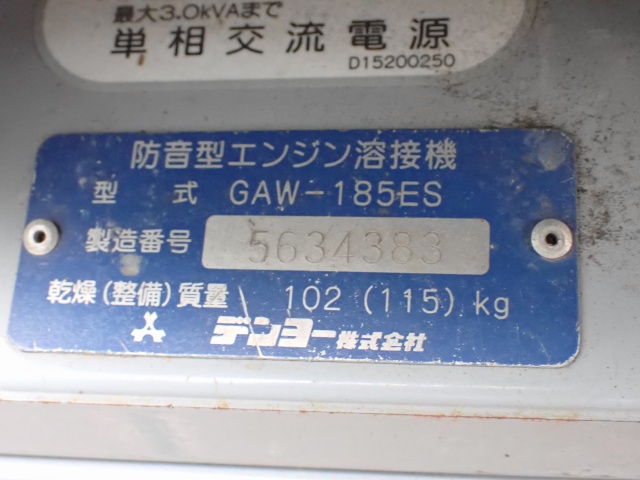 最大3.0kVAまで
単相交流電源
D15200250
防音型エンジン溶接機
型 式 GAW-185ES
製造番号 5634383
乾燥(整備)質量 102 (115) kg
デンヨー株式会社